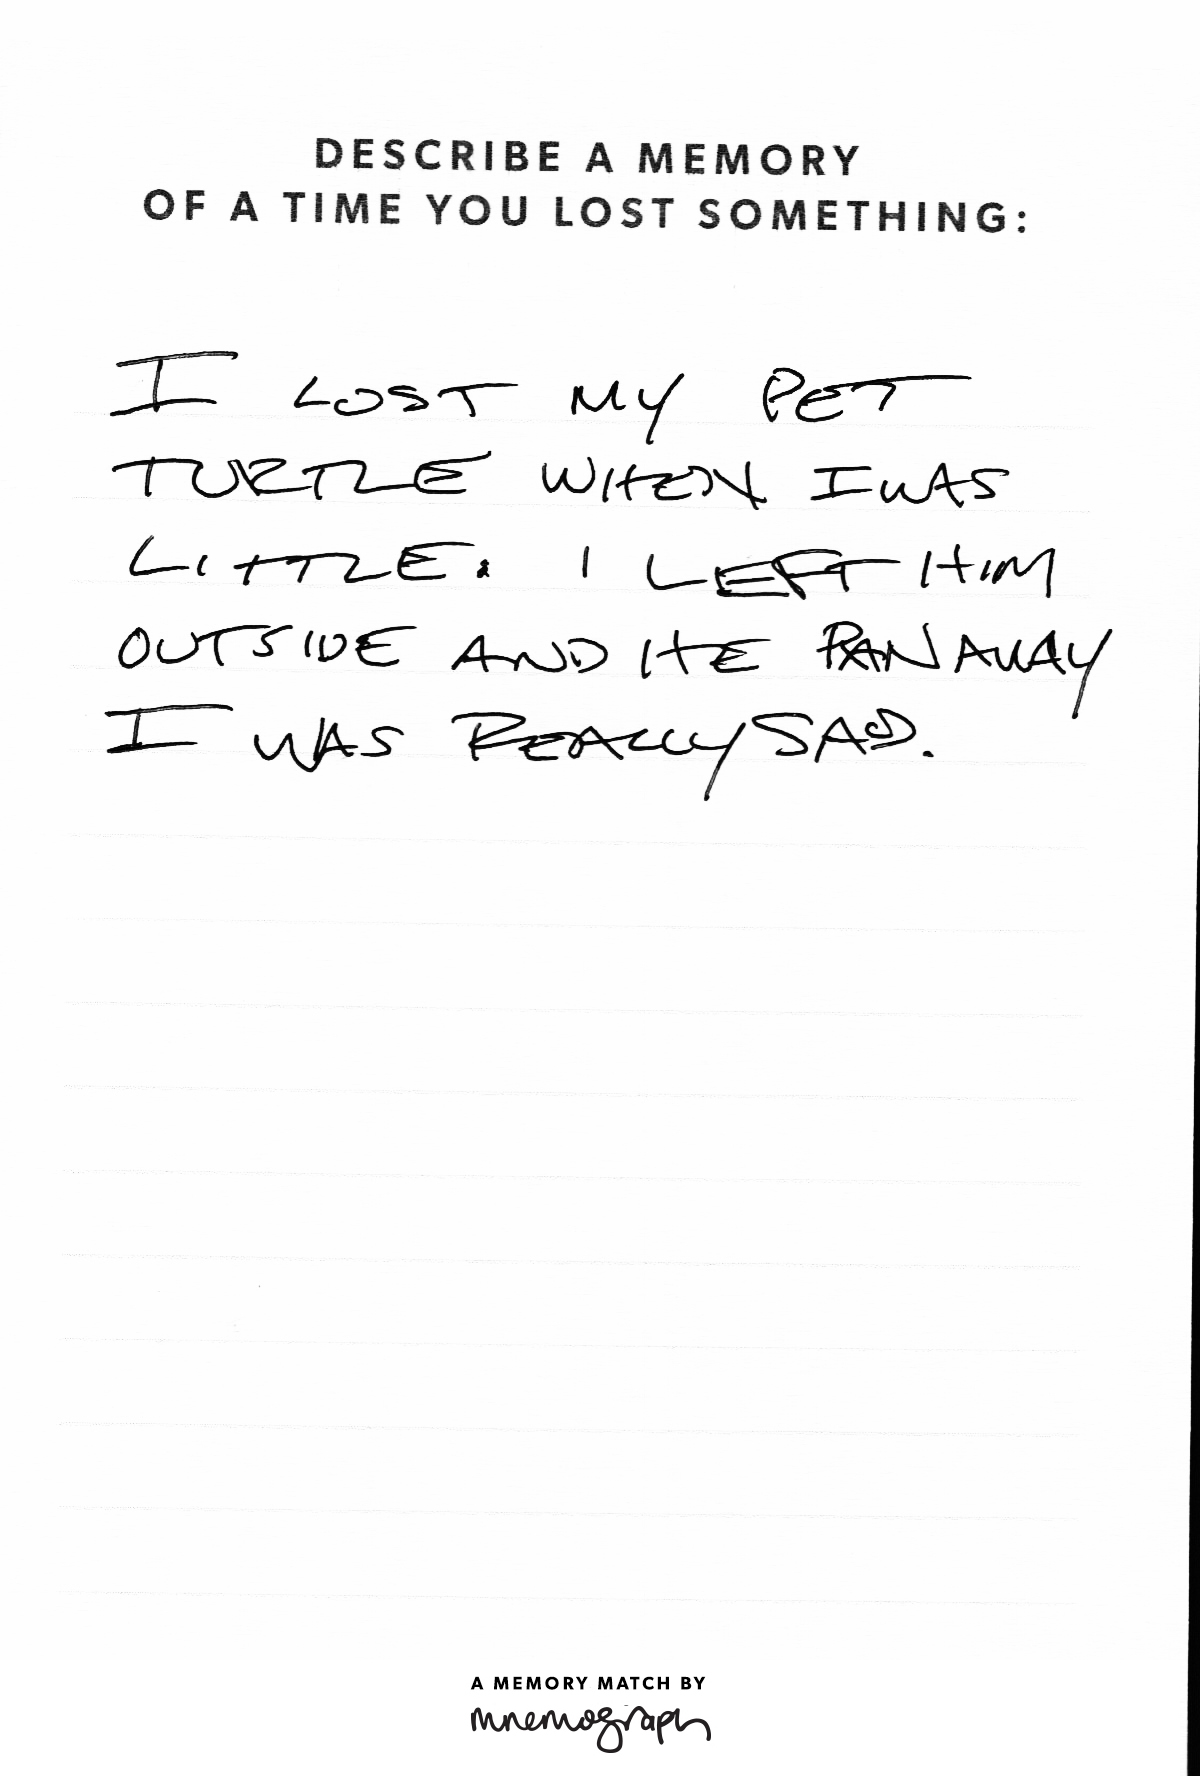 DESCRIBE A MEMORY
OF A TIME YOU LOST SOMETHING:
I LOST MY PET
TURTLE WHEN I WAS
LITTLE. I LEFT HIM
OUTSIDE AND HE RAN AWAY
I WAS REALLY SAD.
A MEMORY MATCH BY
mnemograph